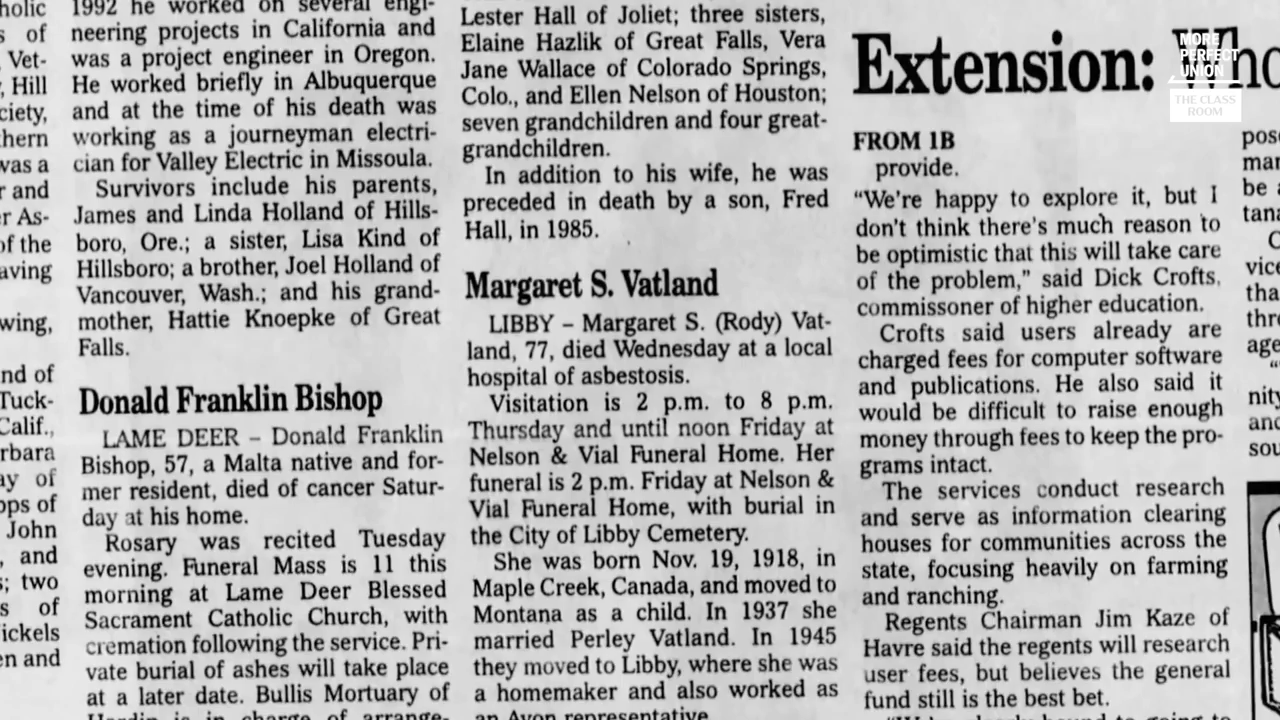 holic
s of
Vet-
, Hill
ciety,
thern
was a
r and
er As-
of the
aving
wing,
nd of
Tuck-
Calif.,
rbara
ay of
ops of
John
, and
s; two
s of
ickels
en and
1992 he worked on several engi-
neering projects in California and
was a project engineer in Oregon.
He worked briefly in Albuquerque
and at the time of his death was
working as a journeyman electri-
cian for Valley Electric in Missoula.
Survivors include his parents,
James and Linda Holland of Hills-
boro, Ore.; a sister, Lisa Kind of
Hillsboro; a brother, Joel Holland of
Vancouver, Wash.; and his grand-
mother, Hattie Knoepke of Great
Falls.
Donald Franklin Bishop
LAME DEER – Donald Franklin
Bishop, 57, a Malta native and for-
mer resident, died of cancer Satur-
day at his home.
Rosary was recited Tuesday
evening. Funeral Mass is 11 this
morning at Lame Deer Blessed
Sacrament Catholic Church, with
cremation following the service. Pri-
vate burial of ashes will take place
at a later date. Bullis Mortuary of
Hardin is in charge of arrange-
Lester Hall of Joliet; three sisters,
Elaine Hazlik of Great Falls, Vera
Jane Wallace of Colorado Springs,
Colo., and Ellen Nelson of Houston;
seven grandchildren and four great-
grandchildren.
In addition to his wife, he was
preceded in death by a son, Fred
Hall, in 1985.
Margaret S. Vatland
LIBBY – Margaret S. (Rody) Vat-
land, 77, died Wednesday at a local
hospital of asbestosis.
Visitation is 2 p.m. to 8 p.m.
Thursday and until noon Friday at
Nelson & Vial Funeral Home. Her
funeral is 2 p.m. Friday at Nelson &
Vial Funeral Home, with burial in
the City of Libby Cemetery.
She was born Nov. 19, 1918, in
Maple Creek, Canada, and moved to
Montana as a child. In 1937 she
married Perley Vatland. In 1945
they moved to Libby, where she was
a homemaker and also worked as
an Avon representative.
Extension: Who
FROM 1B
provide.
“We're happy to explore it, but I
don't think there's much reason to
be optimistic that this will take care
of the problem,” said Dick Crofts,
commissoner of higher education.
Crofts said users already are
charged fees for computer software
and publications. He also said it
would be difficult to raise enough
money through fees to keep the pro-
grams intact.
The services conduct research
and serve as information clearing
houses for communities across the
state, focusing heavily on farming
and ranching.
Regents Chairman Jim Kaze of
Havre said the regents will research
user fees, but believes the general
fund still is the best bet.
pos
mar
be
tana
C
vice
tha
thro
age
“
nity
and
sou
MORE
PERFECT
UNION
THE CLASS
ROOM